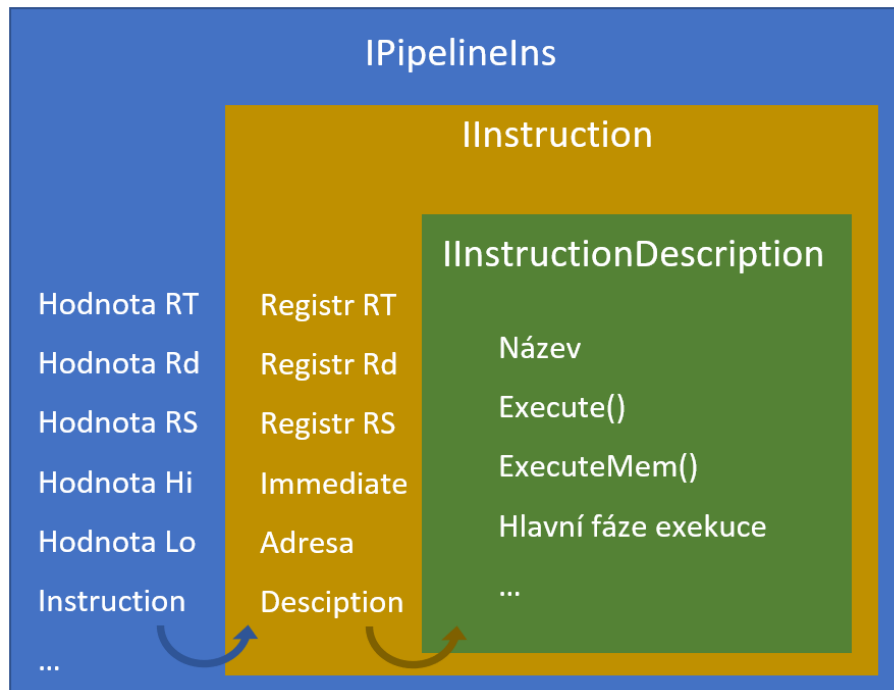 IPipelineIns
IInstruction
IInstructionDescription
Hodnota RT
Hodnota Rd
Hodnota RS
Hodnota Hi
Hodnota Lo
Instruction
...
Registr RT
Registr Rd
Registr RS
Immediate
Adresa
Desciption
Název
Execute()
ExecuteMem()
Hlavní fáze exekuce
...